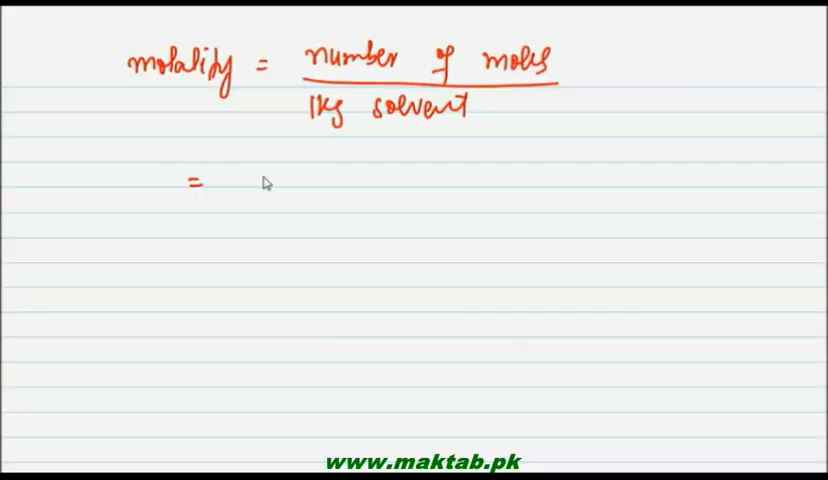 molality = number of moles
1kg solvent
=
www.maktab.pk